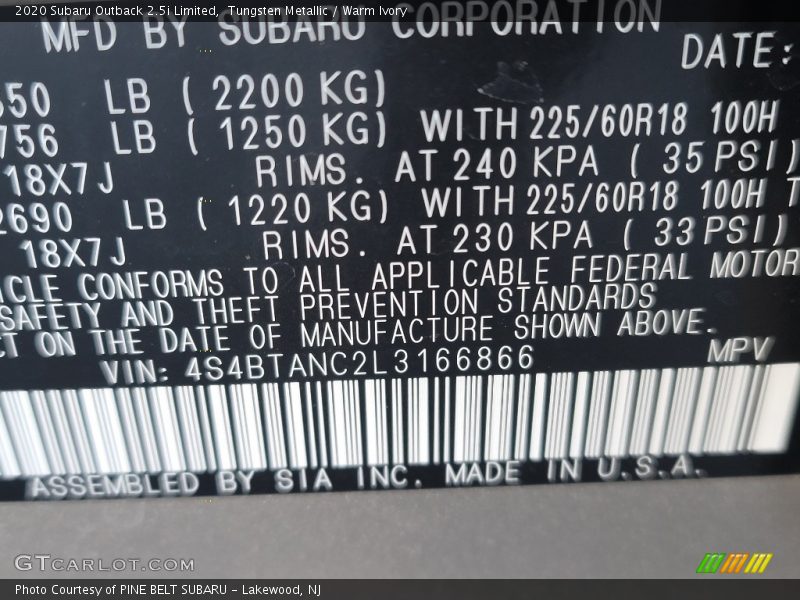 2020 Subaru Outback 2.5i Limited, Tungsten Metallic / Warm Ivory
MFD BY SUBARU CORPORATION
DATE:
LB ( 2200 KG)
756 LB ( 1250 KG) WITH 225/60R18 100H
18X7J RIMS. AT 240 KPA ( 35 PSI)
2690 LB ( 1220 KG) WITH 225/60R18 100H T
18X7J RIMS. AT 230 KPA ( 33 PSI)
ICLE CONFORMS TO ALL APPLICABLE FEDERAL MOTOR
SAFETY AND THEFT PREVENTION STANDARDS
CT ON THE DATE OF MANUFACTURE SHOWN ABOVE.
VIN: 4S4BTANC2L3166866 MPV
ASSEMBLED BY SIA INC. MADE IN U.S.A.
GTCARLOT.COM
Photo Courtesy of PINE BELT SUBARU - Lakewood, NJ